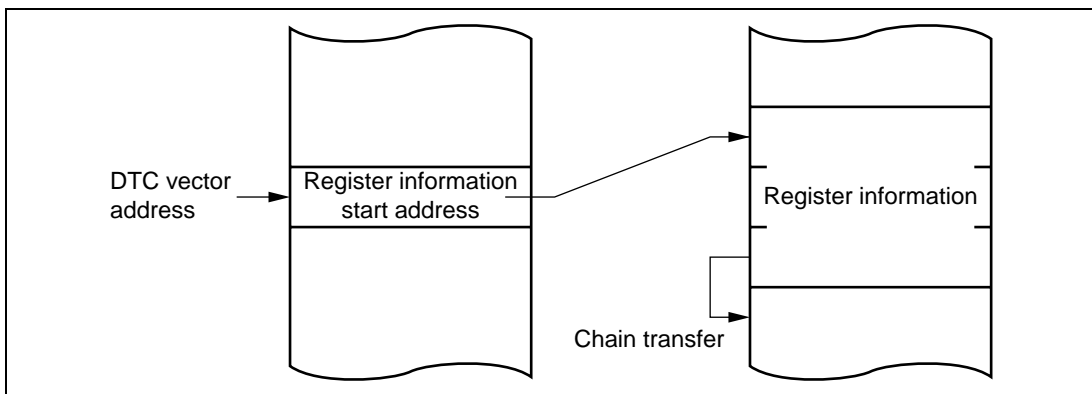 DTC vector
address
Register information
start address
Register information
Chain transfer